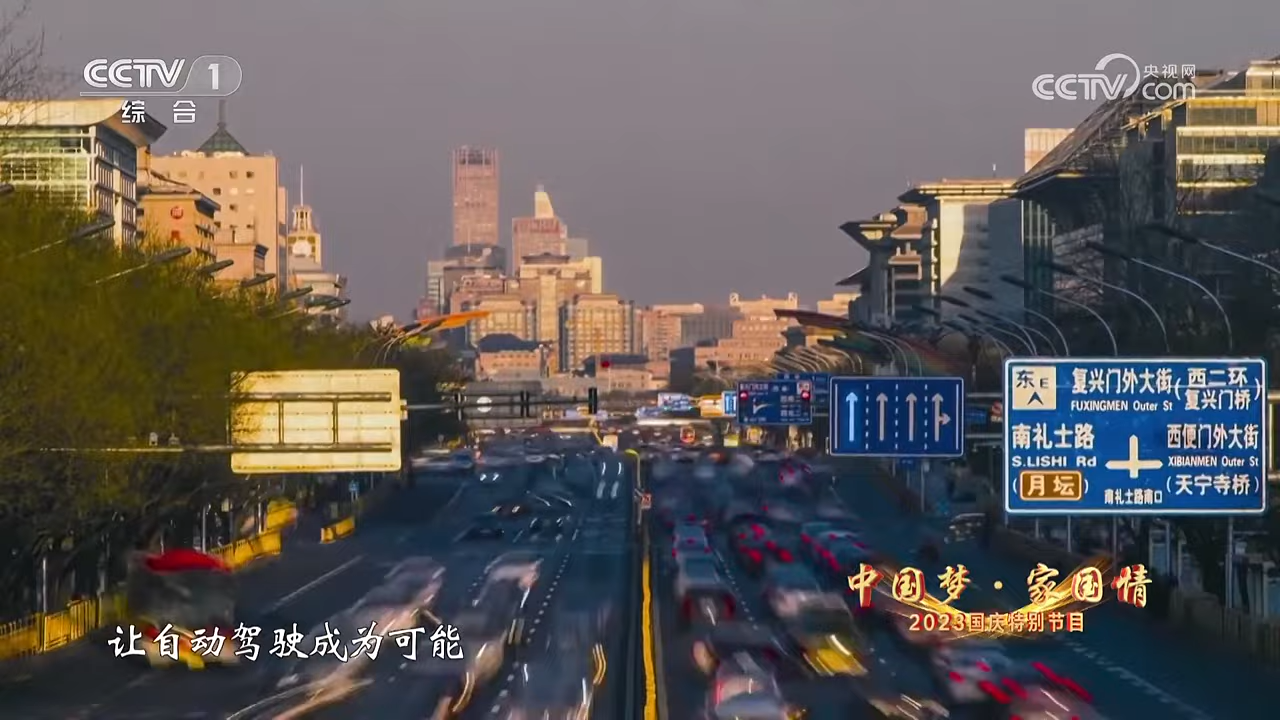 CCTV 1
综合
央视网
CCTV.com
东 E
复兴门外大街
FUXINGMEN Outer St
(西二环
复兴门桥)
南礼士路
S.LISHI Rd
(月坛)
西便门外大街
XIBIANMEN Outer St
(天宁寺桥)
南礼士路南口
中国梦·家国情
2023国庆特别节目
让自动驾驶成为可能